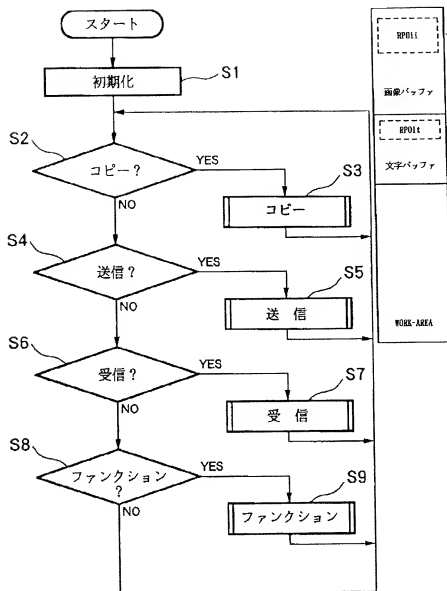 スタート
初期化
S1
S2
コピー?
YES
NO
S3
コピー
S4
送信?
YES
NO
S5
送 信
S6
受信?
YES
NO
S7
受 信
S8
ファンクション
?
YES
NO
S9
ファンクション
RP01i
画像バッファ
RP01t
文字バッファ
WORK-AREA